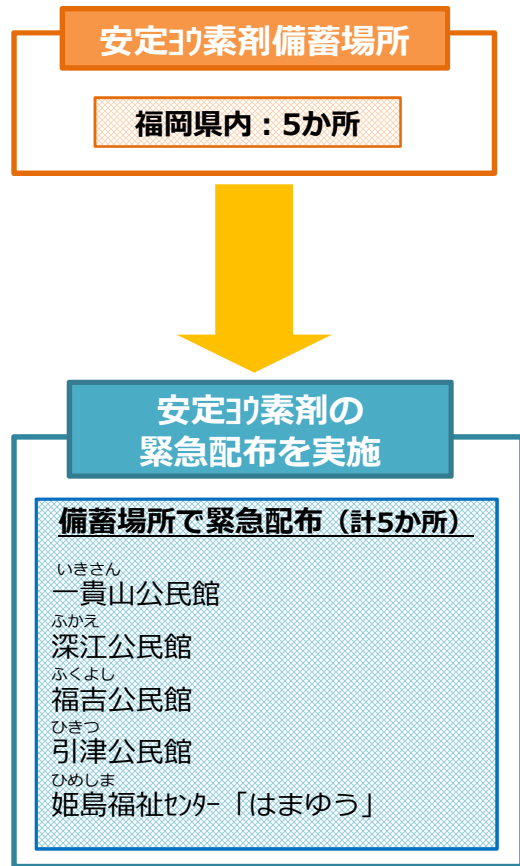 安定ﾖｳ素剤備蓄場所
福岡県内：5か所
安定ﾖｳ素剤の
緊急配布を実施
備蓄場所で緊急配布（計5か所）
いきさん
一貴山公民館
ふかえ
深江公民館
ふくよし
福吉公民館
ひきつ
引津公民館
ひめしま
姫島福祉ｾﾝﾀｰ「はまゆう」